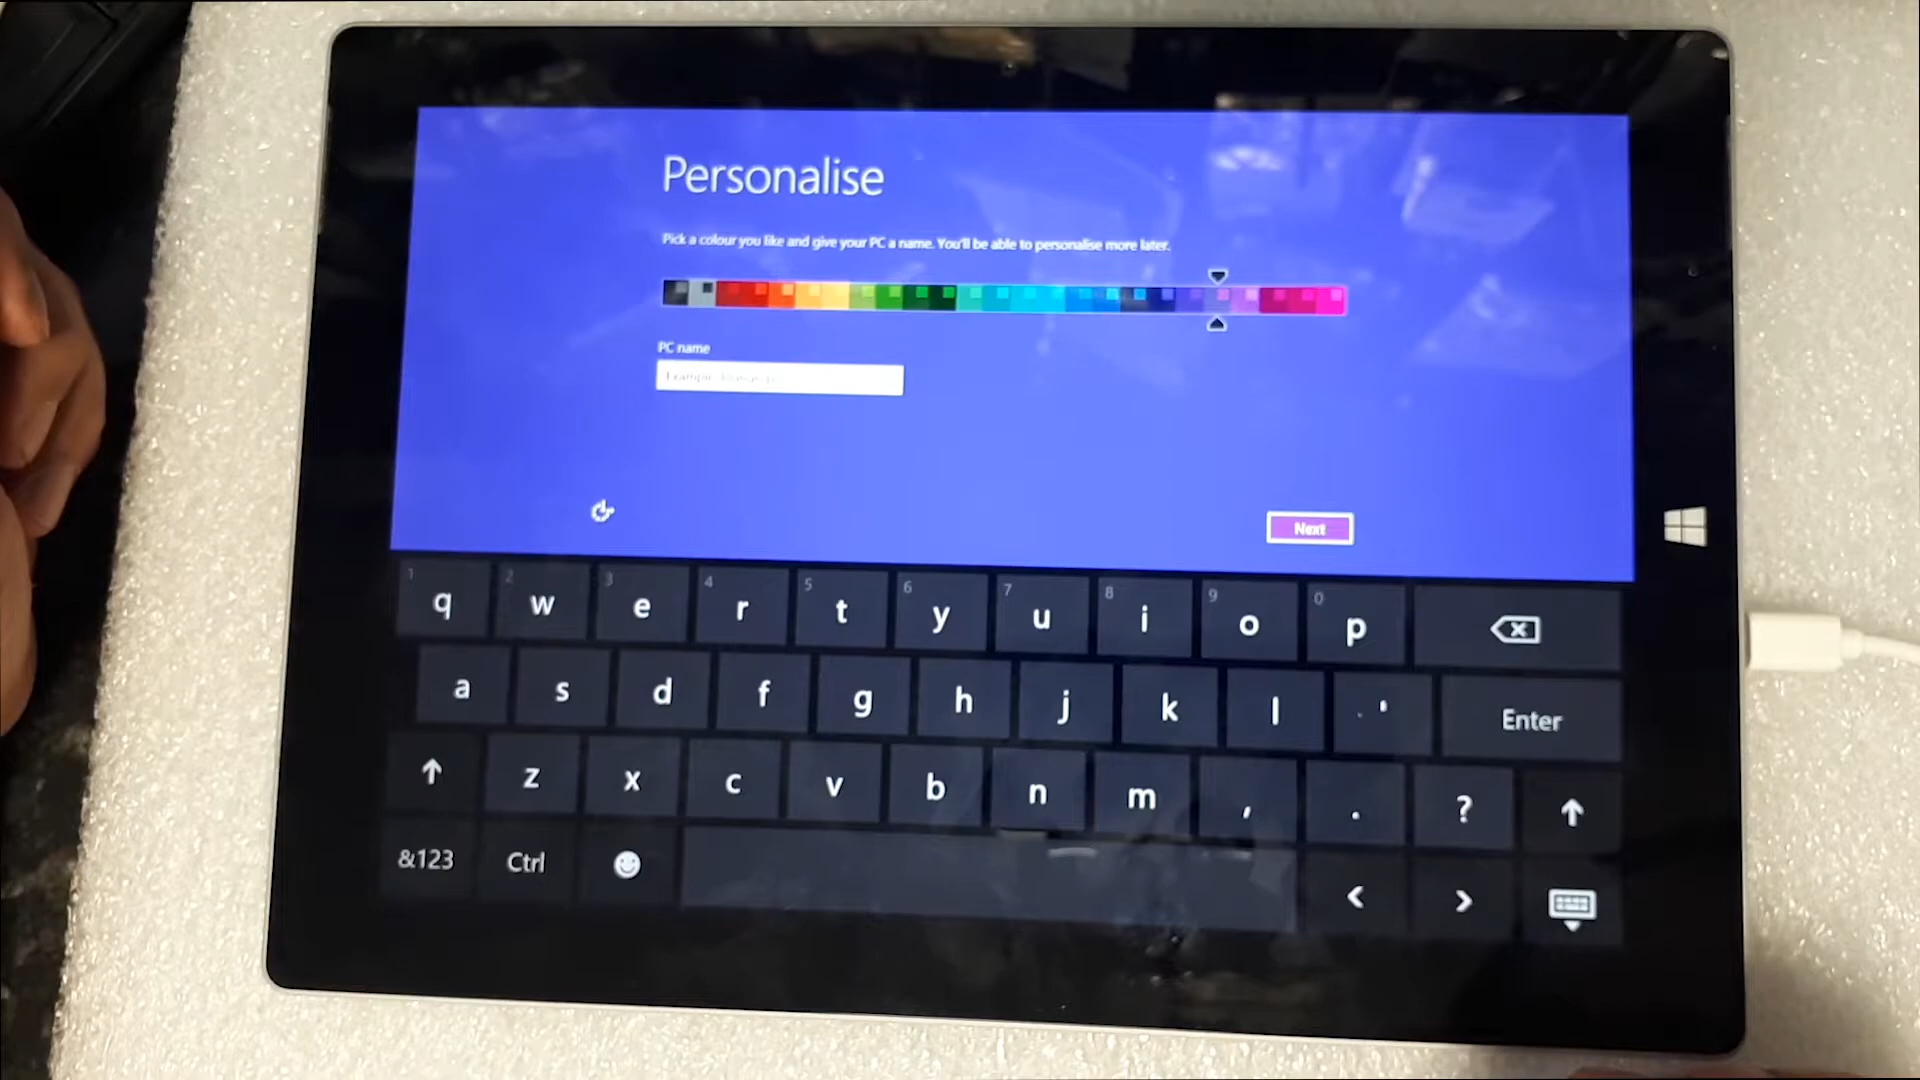 Personalise
Pick a colour you like and give your PC a name. You'll be able to personalise more later.
PC name
Example:
Next
1 2 3 4 5 6 7 8 9 0
q w e r t y u i o p
a s d f g h j k l '
Enter
z x c v b n m , . ?
&123 Ctrl < >